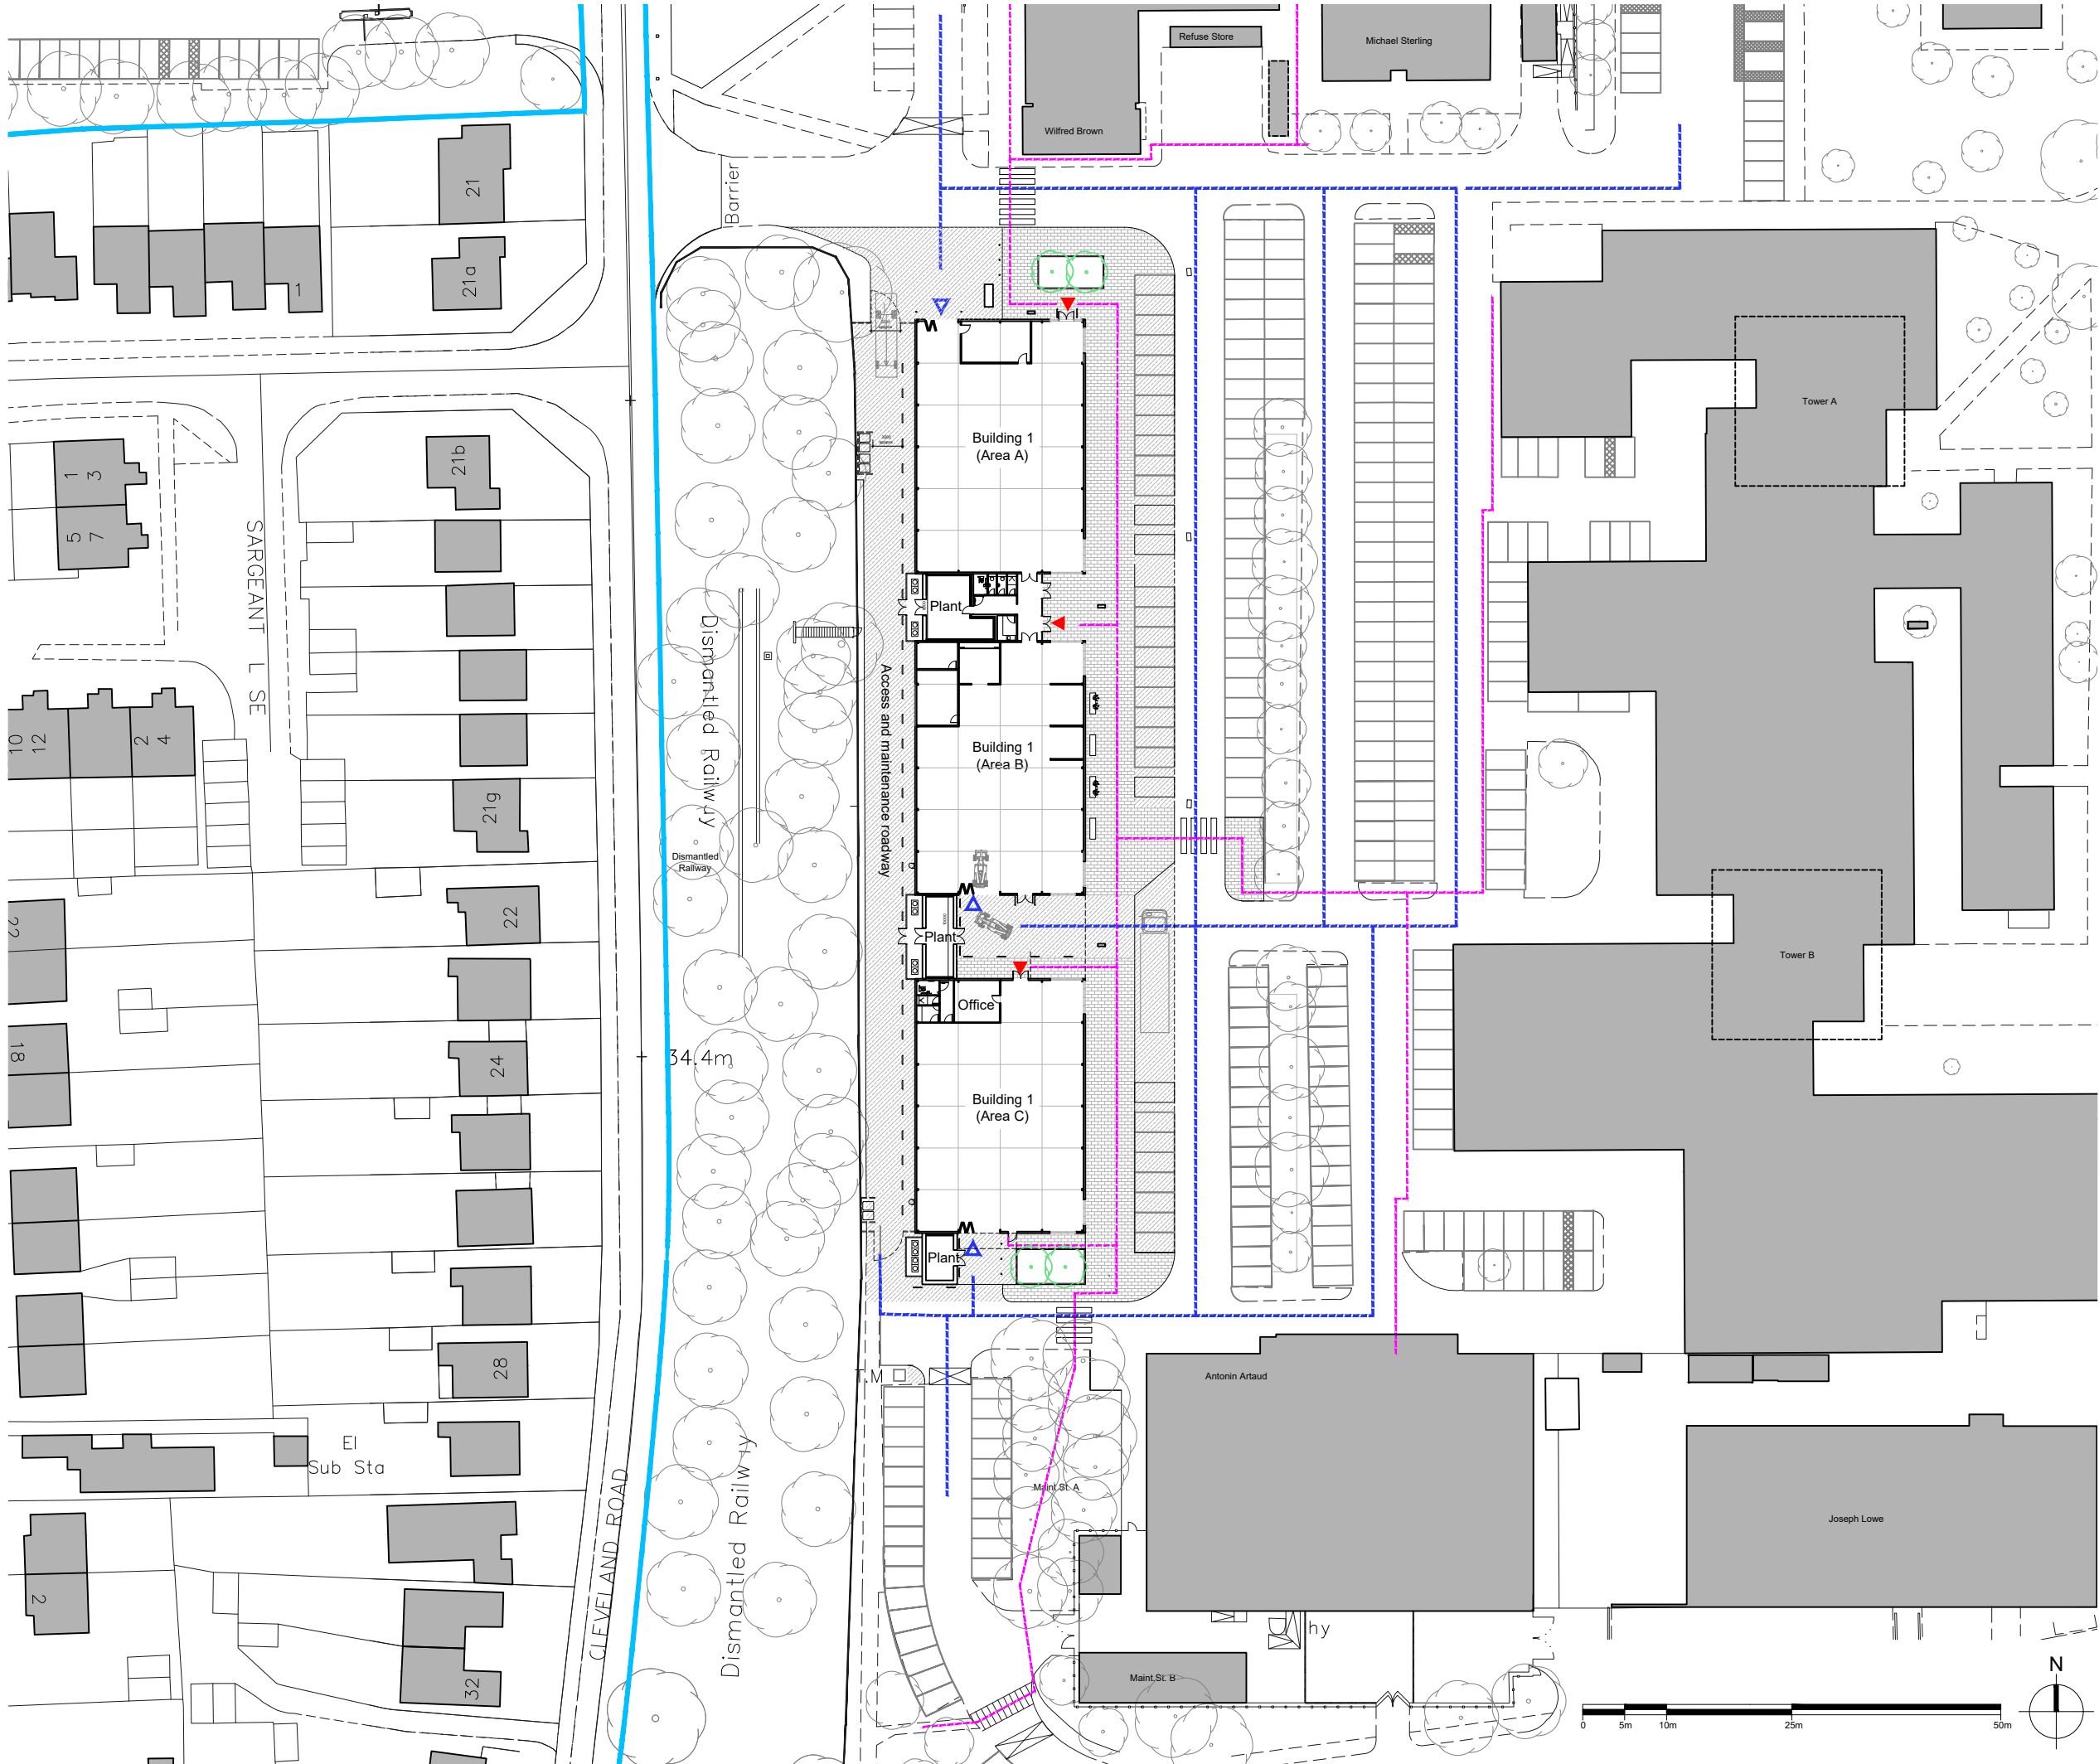 Refuse Store
Michael Sterling
Wilfred Brown
Barrier
21
21a
1
Tower A
Building 1
(Area A)
21b
1
3
5
7
SARGEANT
L SE
Plant
Dismantled Railw y
Access and maintenance roadway
10
12
2
4
Building 1
(Area B)
21g
Dismantled
Railway
22
22
Plant
Tower B
Office
18
24
34.4m
Building 1
(Area C)
Plant
28
T.M
Antonin Artaud
El
Sub Sta
Maint.St. A
CLEVELAND ROAD
Dismantled Railw y
Joseph Lowe
2
hy
32
Maint.St. B
N
0
5m
10m
25m
50m